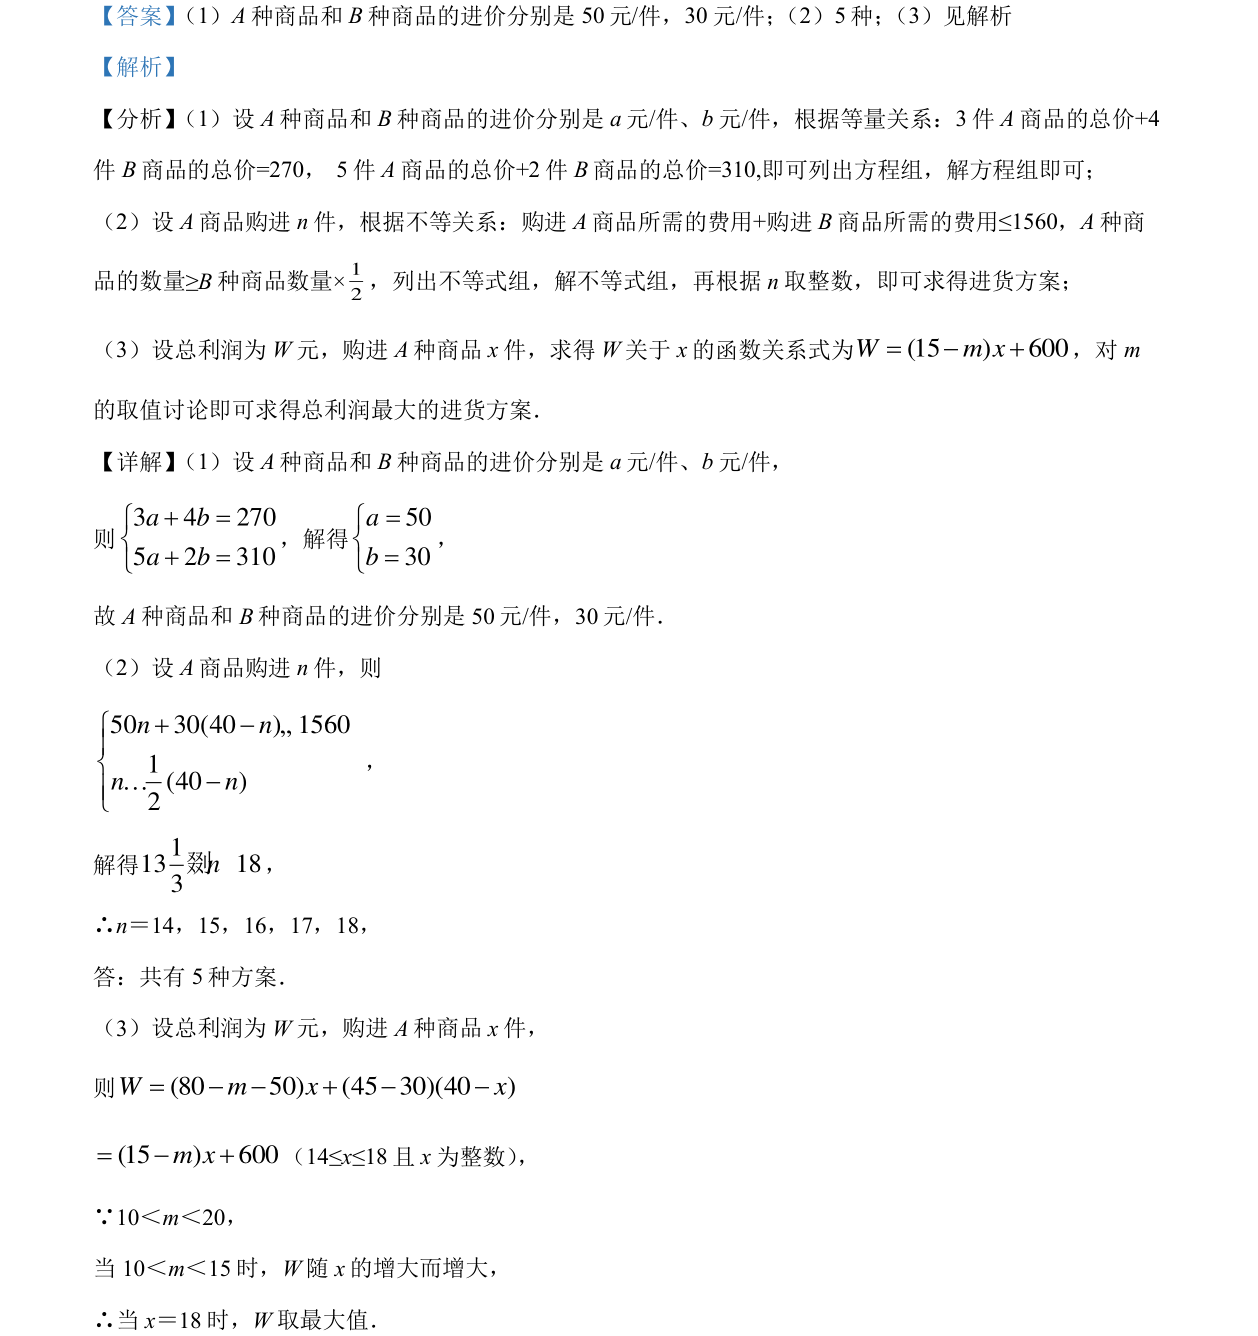 【答案】（1）A 种商品和 B 种商品的进价分别是 50 元/件，30 元/件；（2）5 种；（3）见解析
【解析】
【分析】（1）设 A 种商品和 B 种商品的进价分别是 a 元/件、b 元/件，根据等量关系：3 件 A 商品的总价+4
件 B 商品的总价=270， 5 件 A 商品的总价+2 件 B 商品的总价=310,即可列出方程组，解方程组即可；
（2）设 A 商品购进 n 件，根据不等关系：购进 A 商品所需的费用+购进 B 商品所需的费用≤1560，A 种商
品的数量≥B 种商品数量×1/2，列出不等式组，解不等式组，再根据 n 取整数，即可求得进货方案；
（3）设总利润为 W 元，购进 A 种商品 x 件，求得 W 关于 x 的函数关系式为W＝(15－m)x＋600，对 m
的取值讨论即可求得总利润最大的进货方案．
【详解】（1）设 A 种商品和 B 种商品的进价分别是 a 元/件、b 元/件，
则{3a＋4b＝270 5a＋2b＝310，解得{a＝50 b＝30，
故 A 种商品和 B 种商品的进价分别是 50 元/件，30 元/件．
（2）设 A 商品购进 n 件，则
{50n＋30(40－n),, 1560
n…1/2(40－n)，
解得13 1/3 剟n 18，
∴n＝14，15，16，17，18，
答：共有 5 种方案．
（3）设总利润为 W 元，购进 A 种商品 x 件，
则W＝(80－m－50)x＋(45－30)(40－x)
＝(15－m)x＋600（14≤x≤18 且 x 为整数），
∵10＜m＜20，
当 10＜m＜15 时，W 随 x 的增大而增大，
∴当 x＝18 时，W 取最大值．